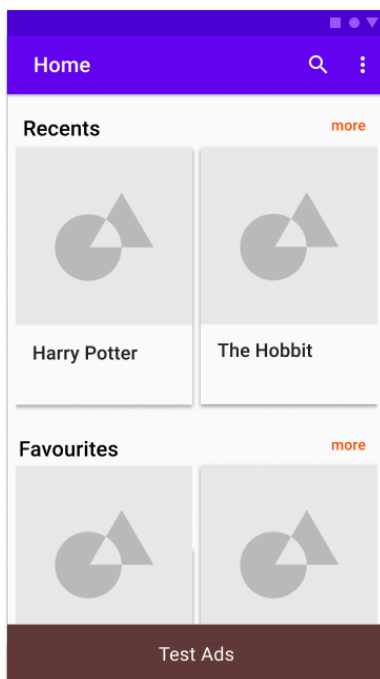 Home
Recents
more
Harry Potter
The Hobbit
Favourites
more
Test Ads